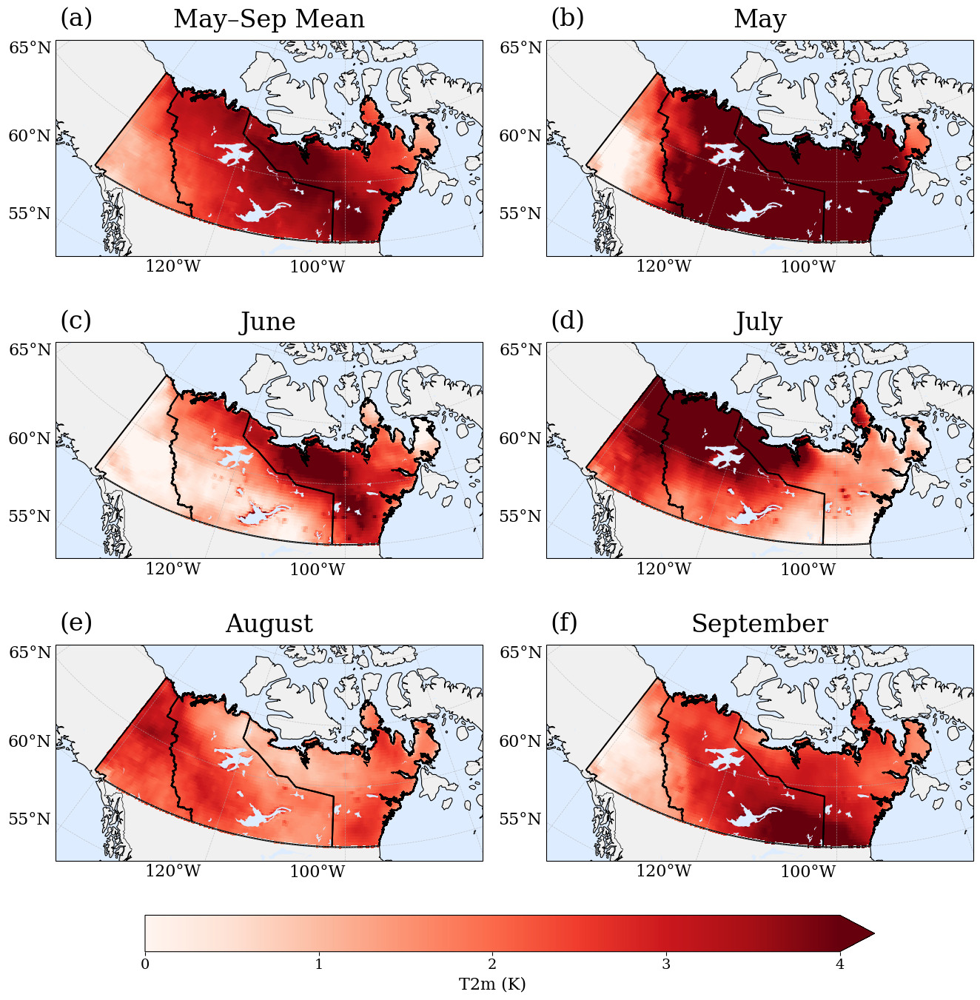 (a) May–Sep Mean
(b) May
65°N
60°N
55°N
120°W 100°W
65°N
60°N
55°N
120°W 100°W
(c) June
(d) July
65°N
60°N
55°N
120°W 100°W
65°N
60°N
55°N
120°W 100°W
(e) August
(f) September
65°N
60°N
55°N
120°W 100°W
65°N
60°N
55°N
120°W 100°W
0 1 2 3 4
T2m (K)